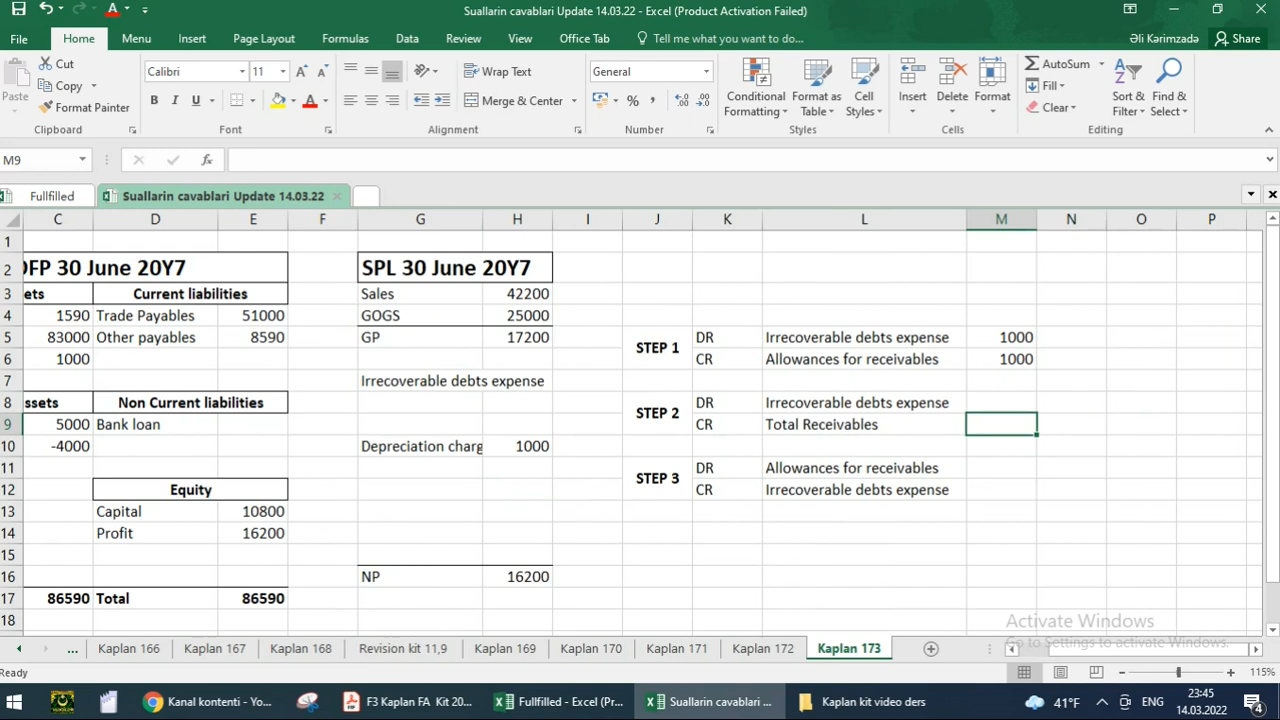 Suallarin cavablari Update 14.03.22 - Excel (Product Activation Failed)
File Home Menu Insert Page Layout Formulas Data Review View Office Tab Tell me what you want to do... Əli Kərimzadə Share
Cut
Copy
Format Painter
Paste
Clipboard
Calibri 11
B I U
Font
Wrap Text
Merge & Center
Alignment
General
Number
Conditional Formatting
Format as Table
Cell Styles
Styles
Insert Delete Format
Cells
AutoSum
Fill
Clear
Sort & Filter
Find & Select
Editing
M9 fx
Fullfilled Suallarin cavablari Update 14.03.22
C D E F G H I J K L M N O P
1
2 OFP 30 June 20Y7 SPL 30 June 20Y7
3 ets Current liabilities Sales 42200
4 1590 Trade Payables 51000 GOGS 25000
5 83000 Other payables 8590 GP 17200 STEP 1 DR Irrecoverable debts expense 1000
6 1000 CR Allowances for receivables 1000
7 Irrecoverable debts expense
8 ssets Non Current liabilities STEP 2 DR Irrecoverable debts expense
9 5000 Bank loan CR Total Receivables
10 -4000 Depreciation charg 1000
11 STEP 3 DR Allowances for receivables
12 Equity CR Irrecoverable debts expense
13 Capital 10800
14 Profit 16200
15
16 NP 16200
17 86590 Total 86590
18
Activate Windows
Go to Settings to activate Windows.
... Kaplan 166 Kaplan 167 Kaplan 168 Revision kit 11,9 Kaplan 169 Kaplan 170 Kaplan 171 Kaplan 172 Kaplan 173
Ready 115%
Kanal kontenti - Yo... F3 Kaplan FA Kit 20... Fullfilled - Excel (Pr... Suallarin cavablari ... Kaplan kit video ders 41°F ENG 23:45
14.03.2022 4